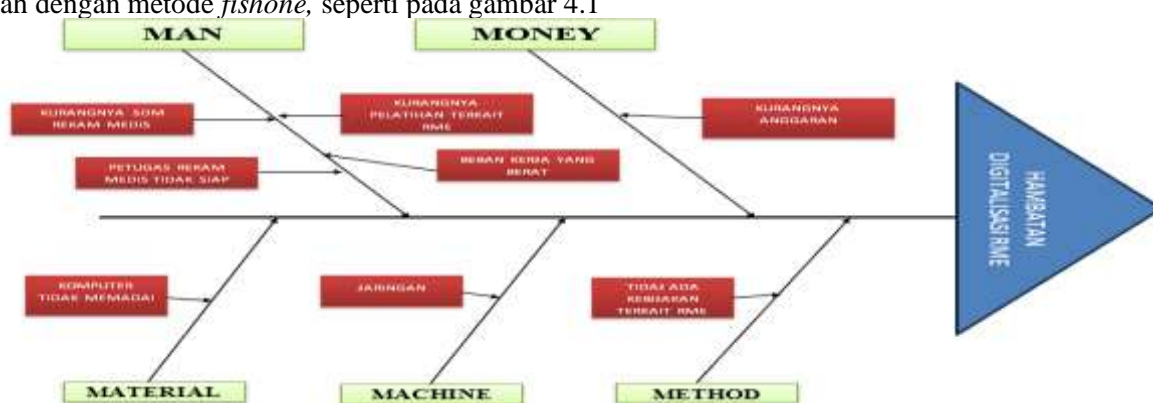 ah dengan metode fishone, seperti pada gambar 4.1
MAN
MONEY
KURANGNYA SDM
REKAM MEDIS
KURANGNYA
PELATIHAN TERKAIT
RME
KURANGNYA
ANGGARAN
PETUGAS REKAM
MEDIS TIDAK SIAP
BEBAN KERJA YANG
BERAT
HAMBATAN
DIGITALISASI RME
KOMPUTER
TIDAK MEMADAI
JARINGAN
TIDAJ ADA
KEBIJAKAN
TERKAIT RME
MATERIAL
MACHINE
METHOD